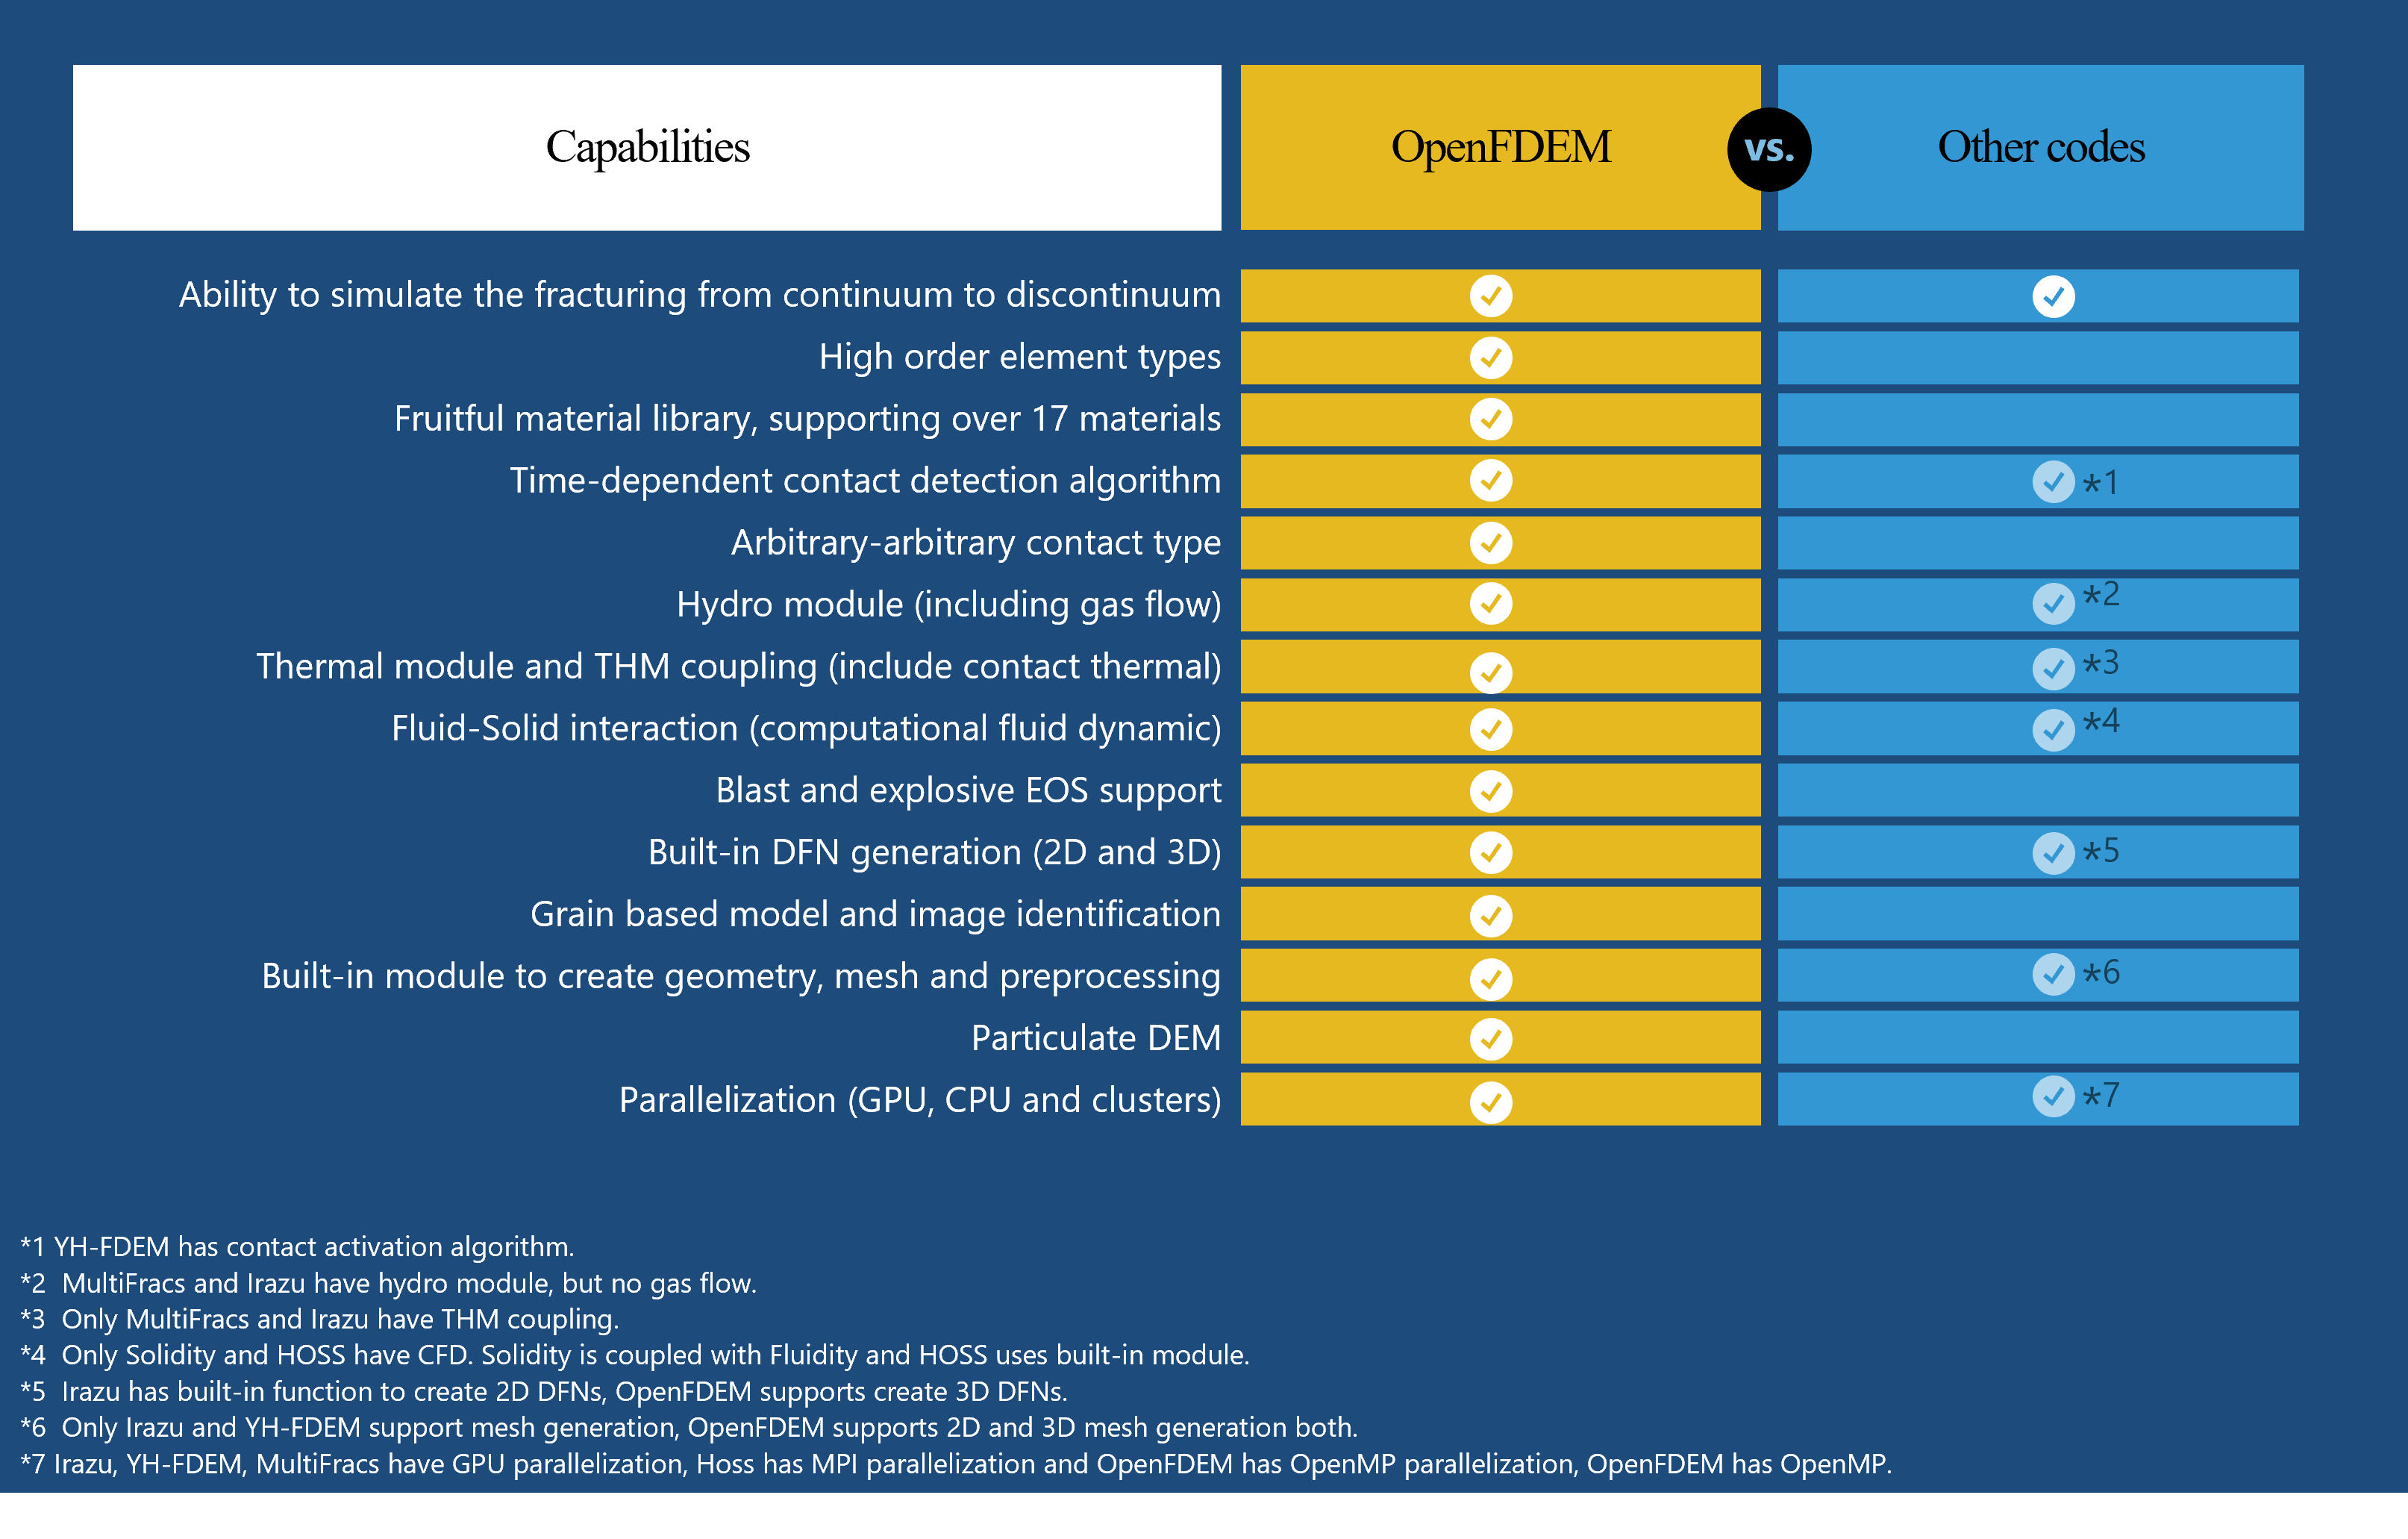 Capabilities
OpenFDEM
vs.
Other codes
Ability to simulate the fracturing from continuum to discontinuum
High order element types
Fruitful material library, supporting over 17 materials
Time-dependent contact detection algorithm
*1
Arbitrary-arbitrary contact type
Hydro module (including gas flow)
*2
Thermal module and THM coupling (include contact thermal)
*3
Fluid-Solid interaction (computational fluid dynamic)
*4
Blast and explosive EOS support
Built-in DFN generation (2D and 3D)
*5
Grain based model and image identification
Built-in module to create geometry, mesh and preprocessing
*6
Particulate DEM
Parallelization (GPU, CPU and clusters)
*7
*1 YH-FDEM has contact activation algorithm.
*2 MultiFracs and Irazu have hydro module, but no gas flow.
*3 Only MultiFracs and Irazu have THM coupling.
*4 Only Solidity and HOSS have CFD. Solidity is coupled with Fluidity and HOSS uses built-in module.
*5 Irazu has built-in function to create 2D DFNs, OpenFDEM supports create 3D DFNs.
*6 Only Irazu and YH-FDEM support mesh generation, OpenFDEM supports 2D and 3D mesh generation both.
*7 Irazu, YH-FDEM, MultiFracs have GPU parallelization, Hoss has MPI parallelization and OpenFDEM has OpenMP parallelization, OpenFDEM has OpenMP.